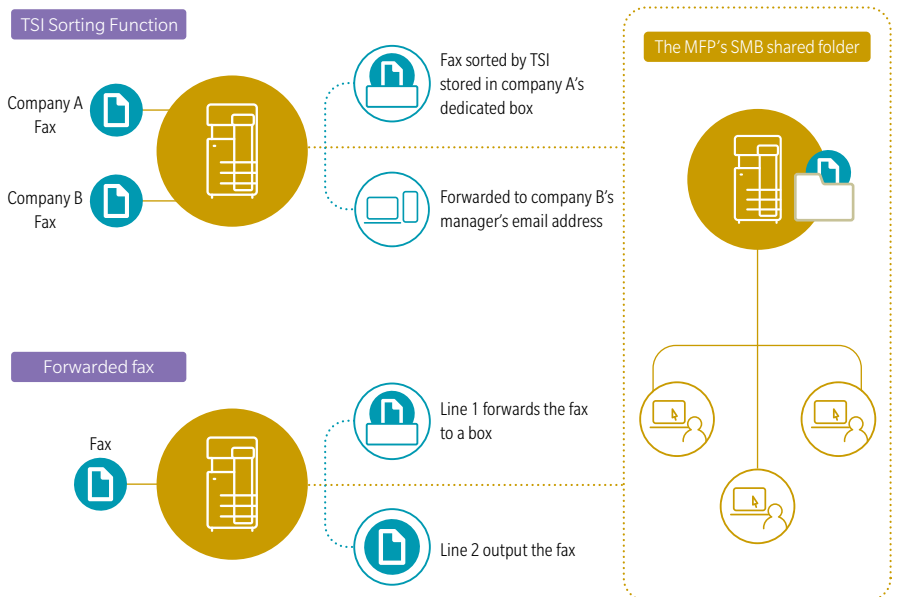 TSI Sorting Function
Company A
Fax
Company B
Fax
Fax sorted by TSI
stored in company A's
dedicated box
Forwarded to company B's
manager's email address
Forwarded fax
Fax
Line 1 forwards the fax
to a box
Line 2 output the fax
The MFP's SMB shared folder